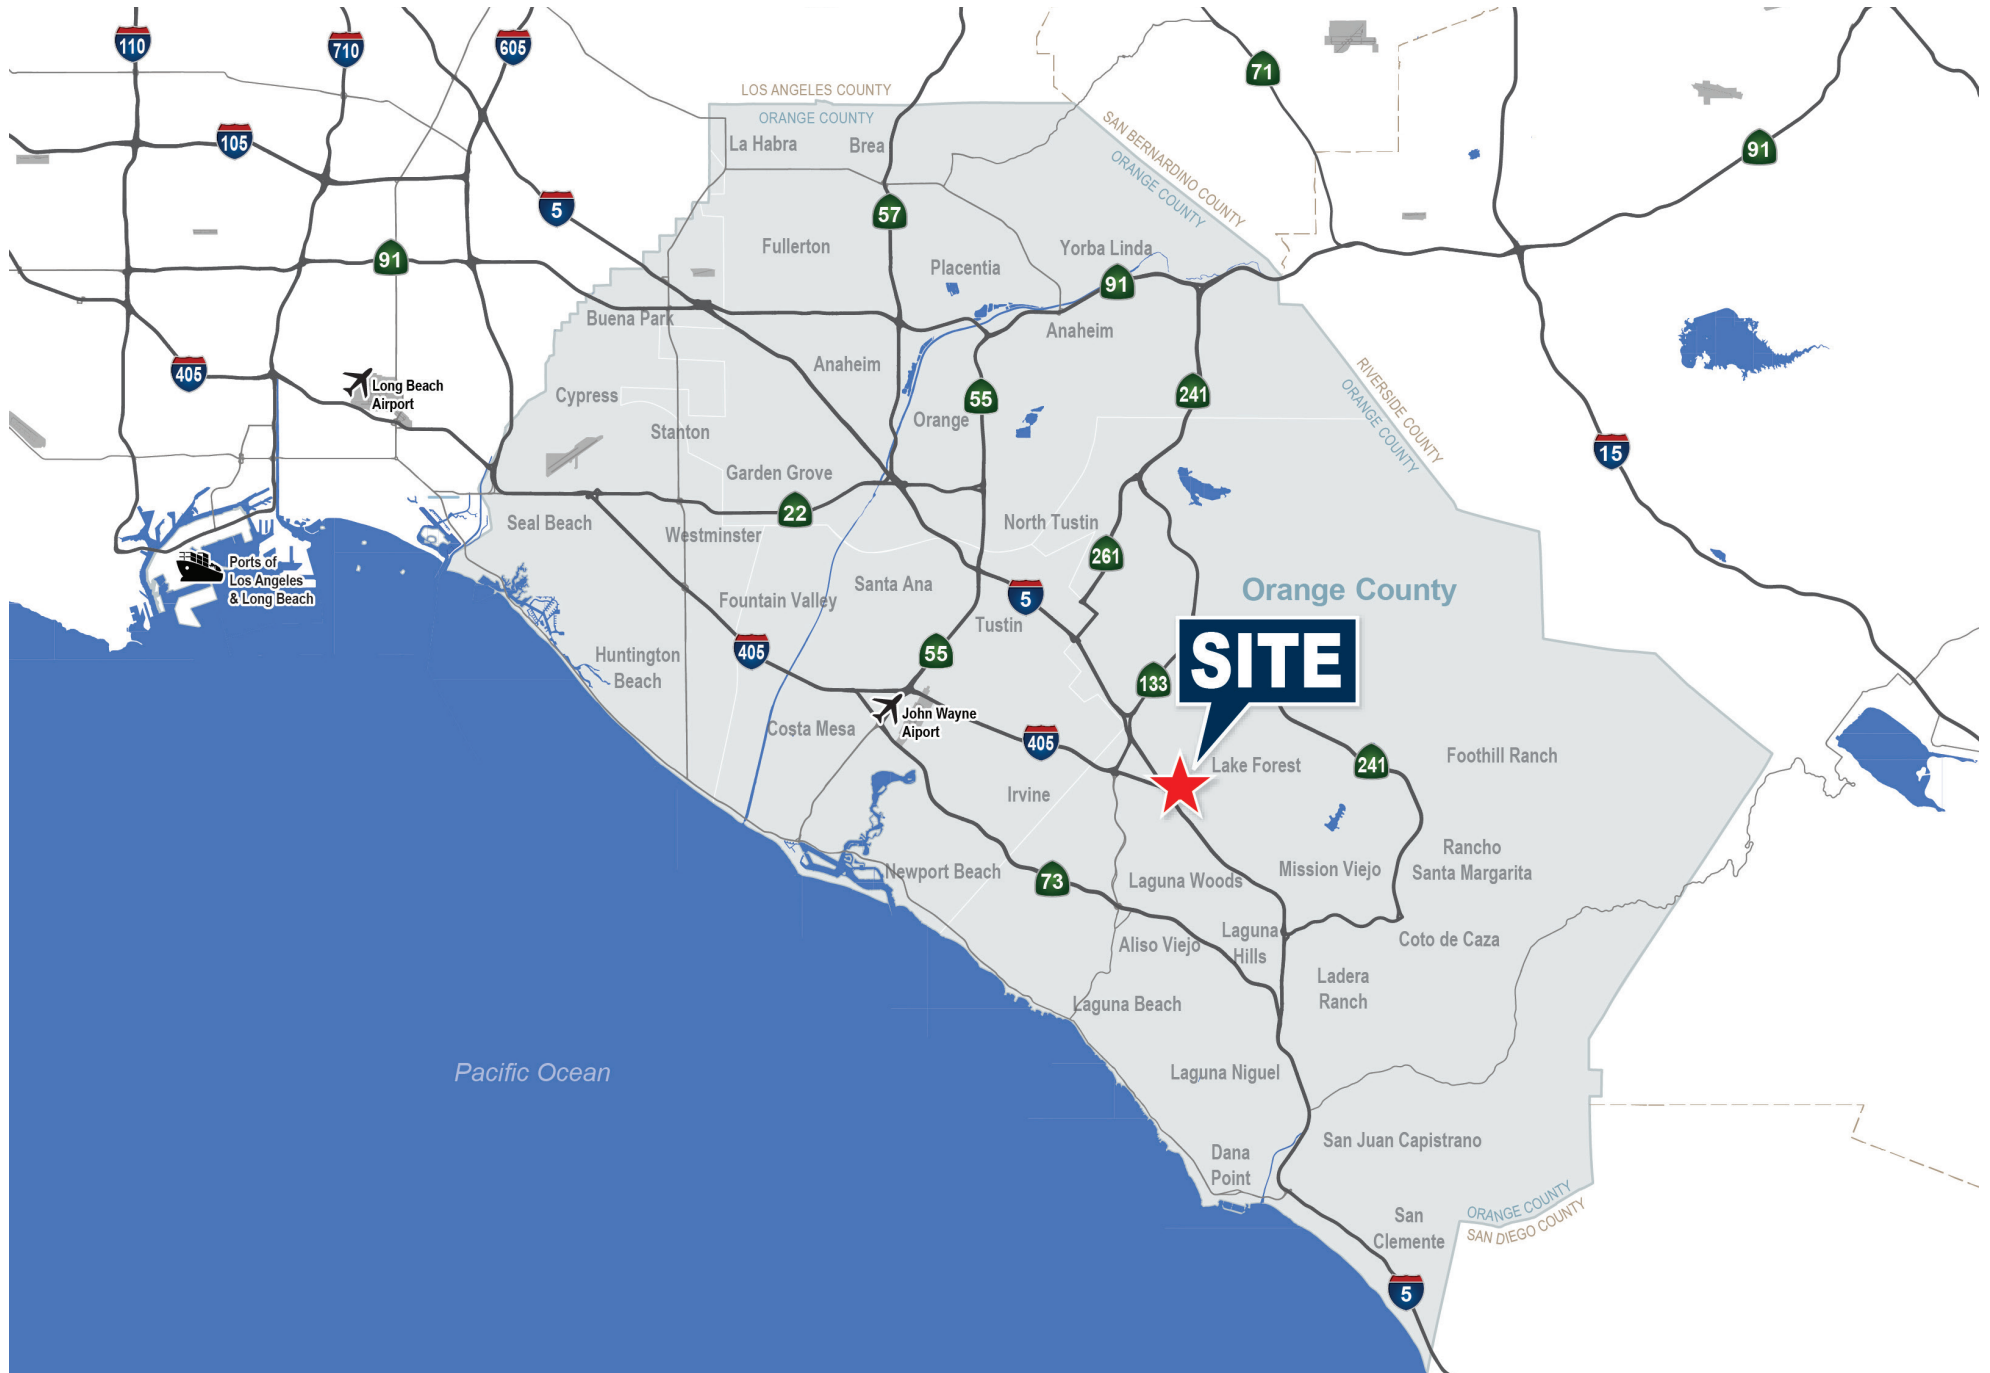 110
710
605
71
LOS ANGELES COUNTY
ORANGE COUNTY
SAN BERNARDINO COUNTY
ORANGE COUNTY
105
La Habra
Brea
91
5
57
Fullerton
Yorba Linda
91
Placentia
91
Buena Park
Anaheim
Anaheim
405
Long Beach
Airport
Cypress
55
241
RIVERSIDE COUNTY
ORANGE COUNTY
Orange
Stanton
15
Garden Grove
22
Seal Beach
North Tustin
Westminster
261
Ports of
Los Angeles
& Long Beach
Santa Ana
Orange County
5
Fountain Valley
Tustin
SITE
405
55
Huntington
Beach
133
John Wayne
Aiport
Costa Mesa
405
Lake Forest
241
Foothill Ranch
Irvine
Rancho
Santa Margarita
Newport Beach
73
Laguna Woods
Mission Viejo
Laguna
Hills
Aliso Viejo
Coto de Caza
Ladera
Ranch
Laguna Beach
Pacific Ocean
Laguna Niguel
San Juan Capistrano
Dana
Point
San
Clemente
ORANGE COUNTY
SAN DIEGO COUNTY
5